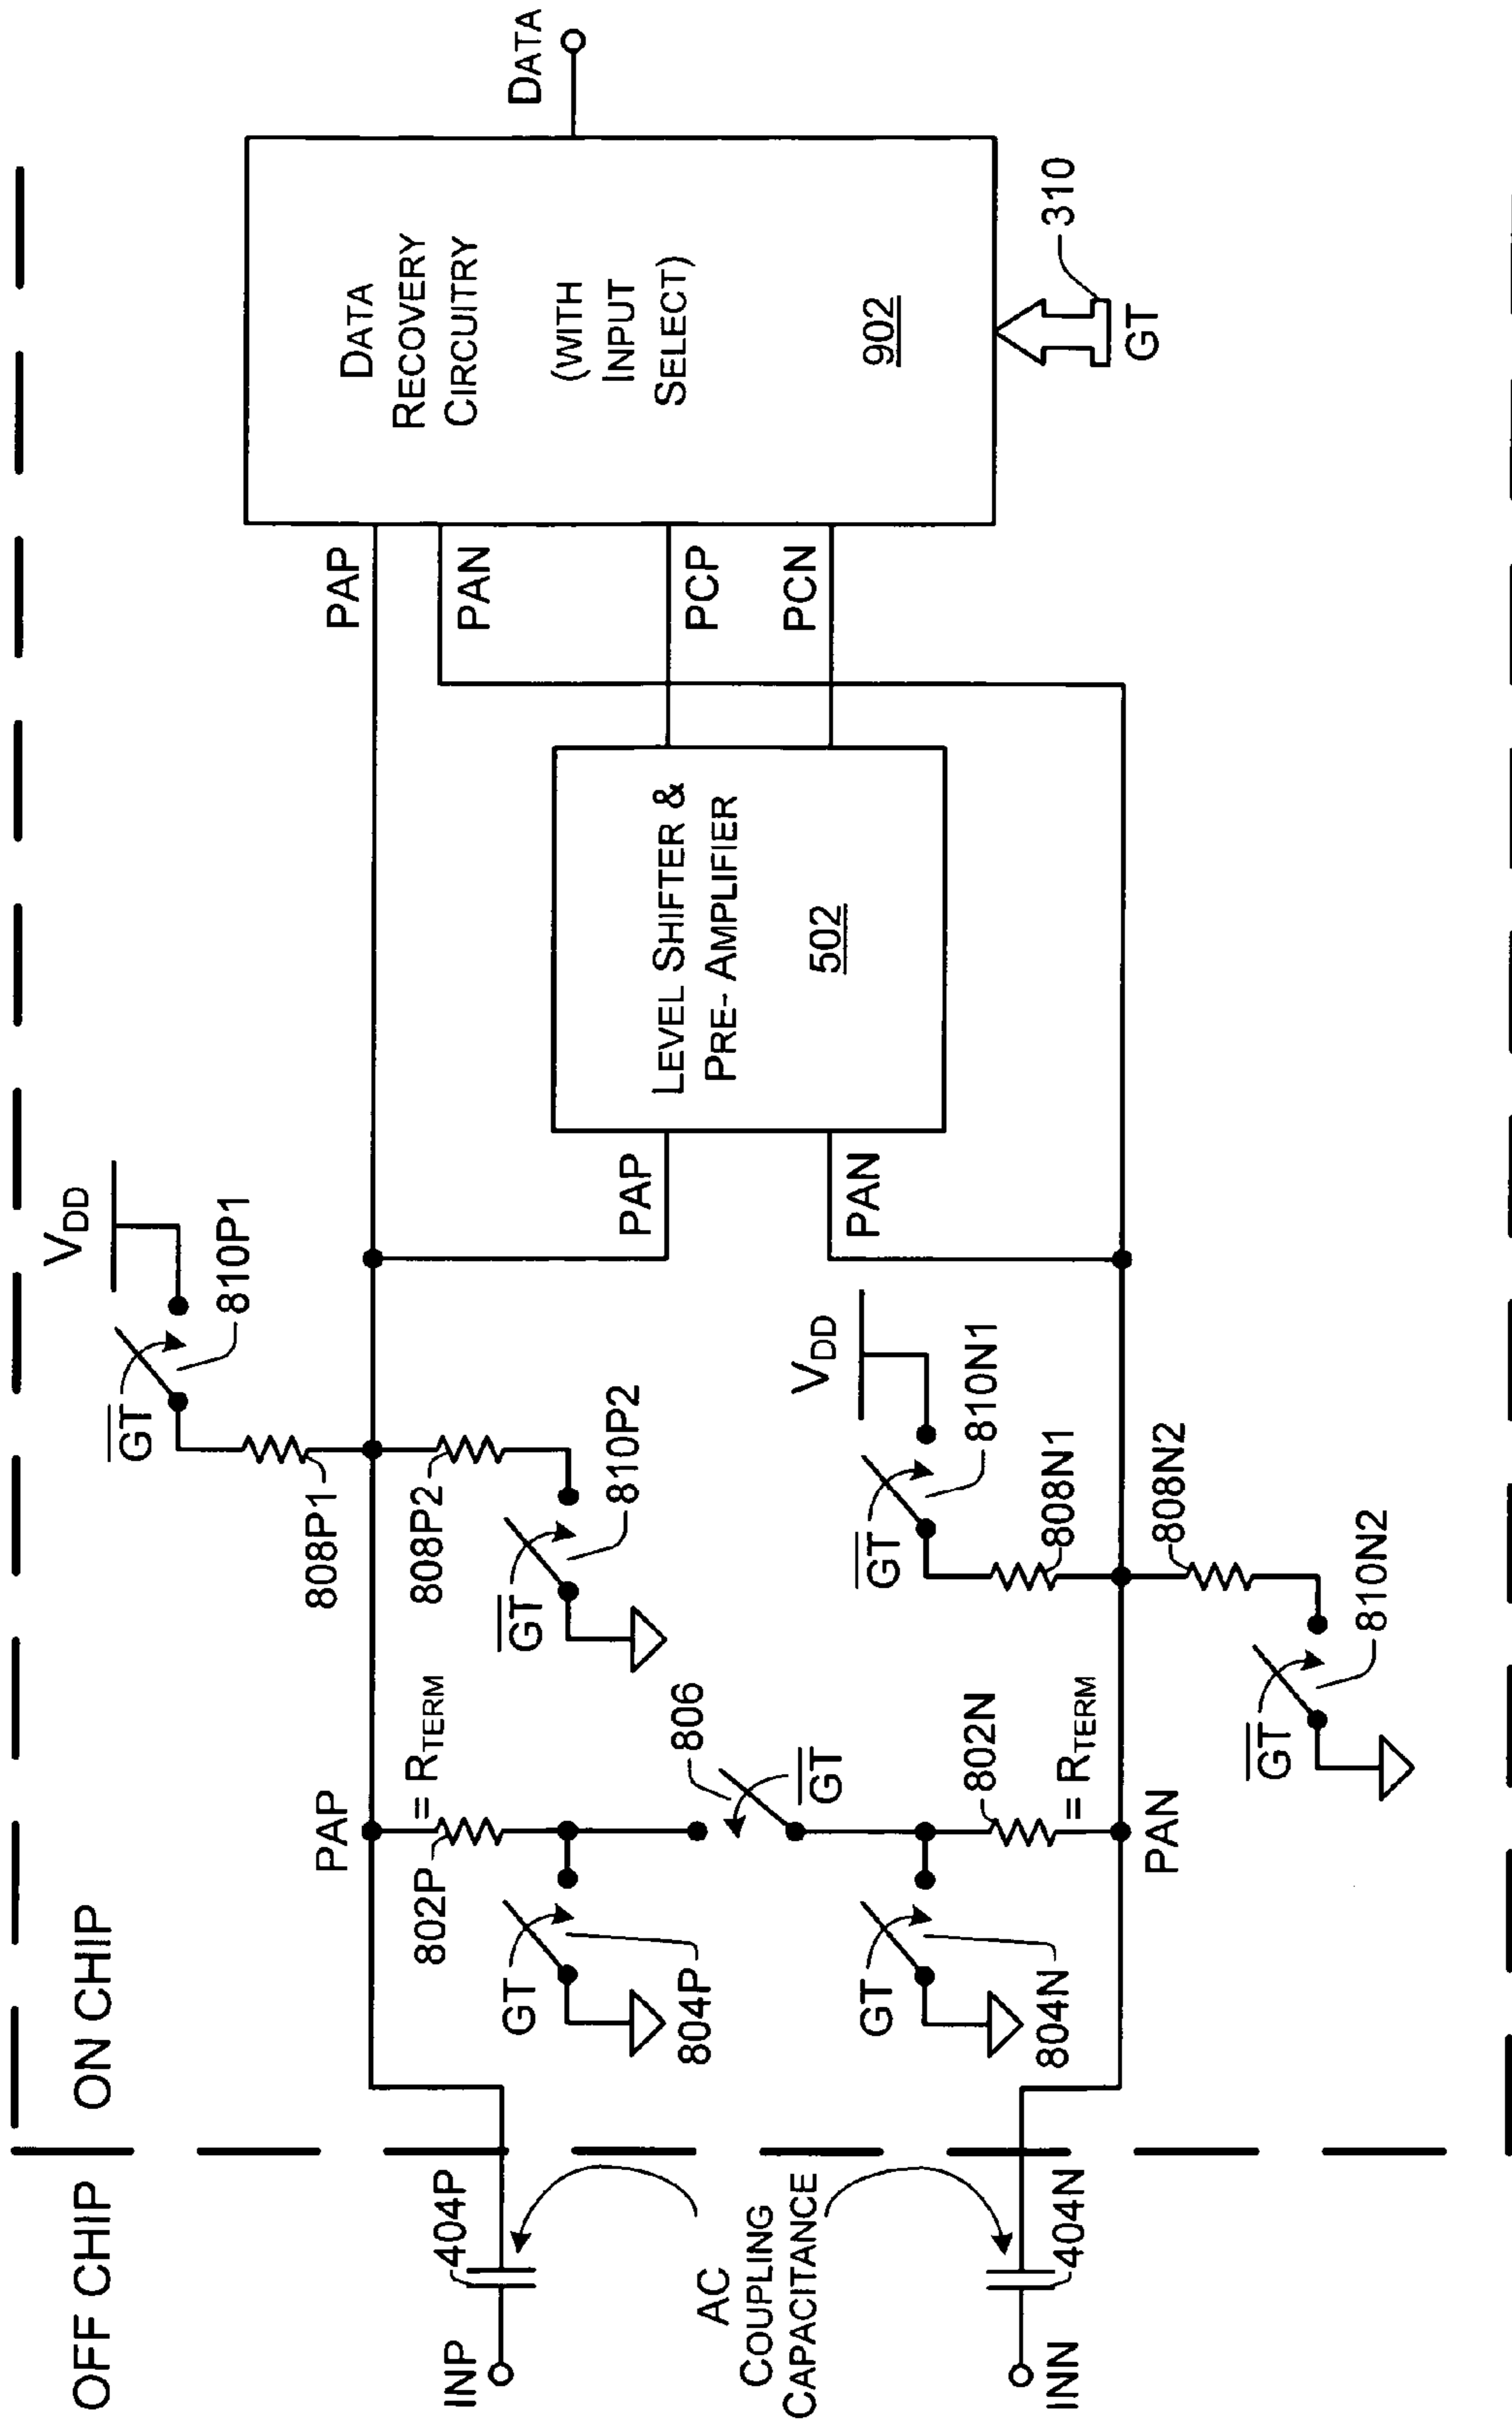 OFF CHIP
ON CHIP
INP
404P
AC
COUPLING
CAPACITANCE
INN
404N
PAP
= RTERM
802P
GT
804P
806
GT
GT
804N
802N
= RTERM
PAN
VDD
810P1
GT
808P1
808P2
GT
810P2
VDD
810N1
GT
808N1
808N2
GT
810N2
PAP
PAN
LEVEL SHIFTER &
PRE- AMPLIFIER
502
PAP
PAN
PCP
PCN
DATA
RECOVERY
CIRCUITRY
(WITH
INPUT
SELECT)
902
310
GT
DATA